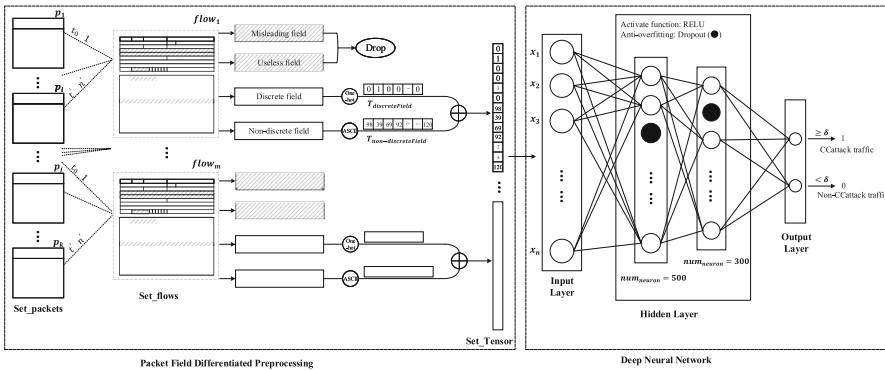 p1
t0 1
pi
t' n'
pj
t0 1
pk
t' n'
Set_packets
flow1
flowm
Set_flows
Misleading field
Useless field
Drop
Discrete field
One
-hot
0 1 0 0 ··· 0
TdiscreteField
Non-discrete field
ASCII
98 39 69 92 ··· ··· 120
Tnon-discreteField
One
-hot
ASCII
0
1
0
0
:
0
98
39
69
92
:
:
120
Set_Tensor
Packet Field Differentiated Preprocessing
x1
x2
x3
xn
Input
Layer
Activate function: RELU
Anti-overfitting: Dropout ( )
numneuron = 500
numneuron = 300
Hidden Layer
≥ δ
1
CCattack
traffic
< δ
0
Non-CCattack traffic
Output
Layer
Deep Neural Network